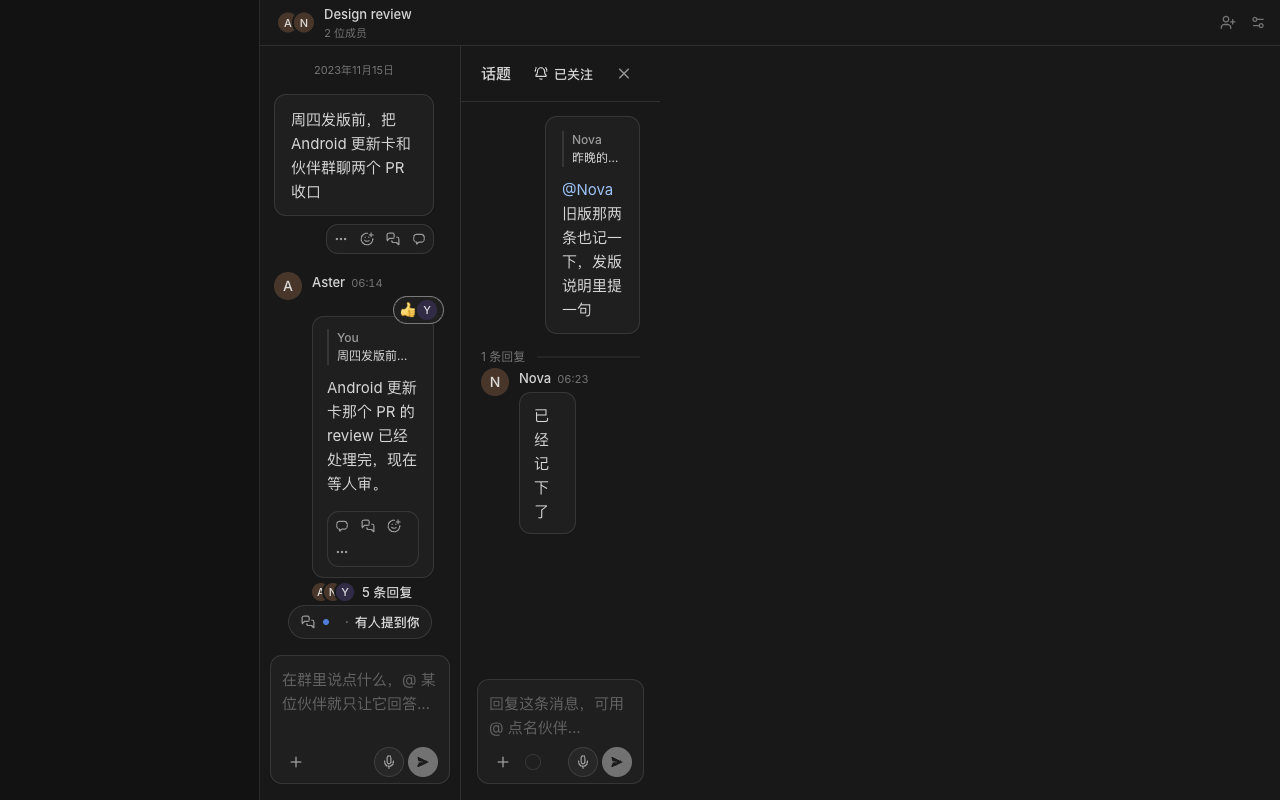 A N
Design review
2 位成员
2023年11月15日
周四发版前，把
Android 更新卡和
伙伴群聊两个 PR
收口
A
Aster 06:14
👍 Y
You
周四发版前...
Android 更新
卡那个 PR 的
review 已经
处理完，现在
等人审。
A N Y 5 条回复
· 有人提到你
在群里说点什么，@ 某
位伙伴就只让它回答...
话题
已关注
Nova
昨晚的...
@Nova
旧版那两
条也记一
下，发版
说明里提
一句
1 条回复
N
Nova 06:23
已
经
记
下
了
回复这条消息，可用
@ 点名伙伴...